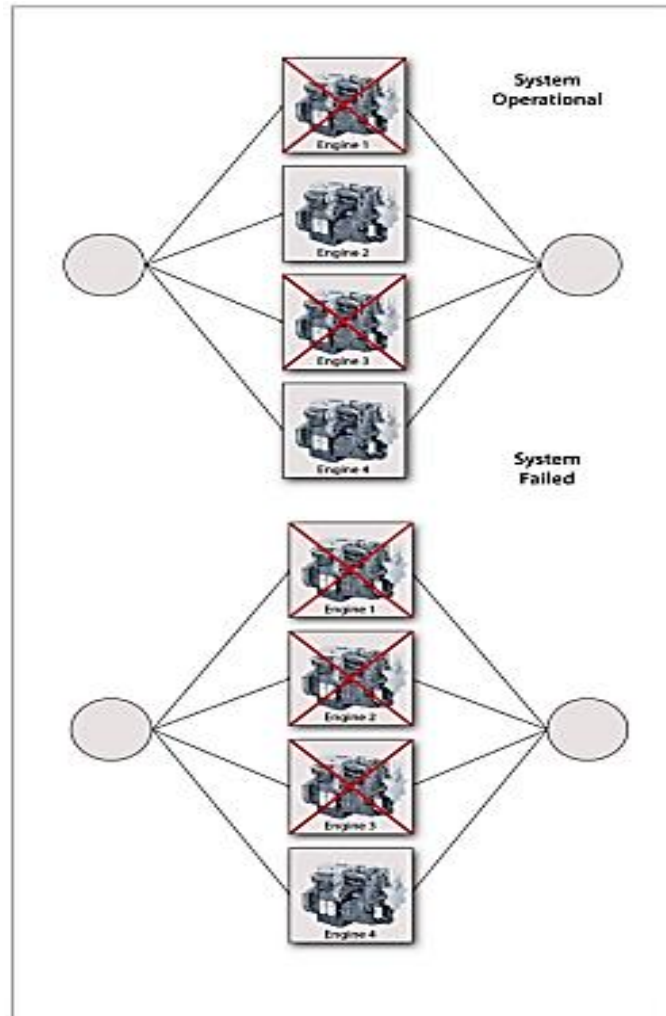 System
Operational
Engine 1
Engine 2
Engine 3
Engine 4
System
Failed
Engine 1
Engine 2
Engine 3
Engine 4